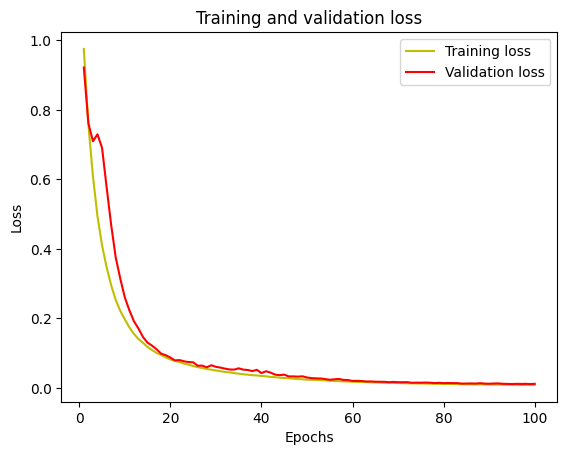 Training and validation loss
1.0
0.8
0.6
0.4
0.2
0.0
Loss
Training loss
Validation loss
0 20 40 60 80 100
Epochs